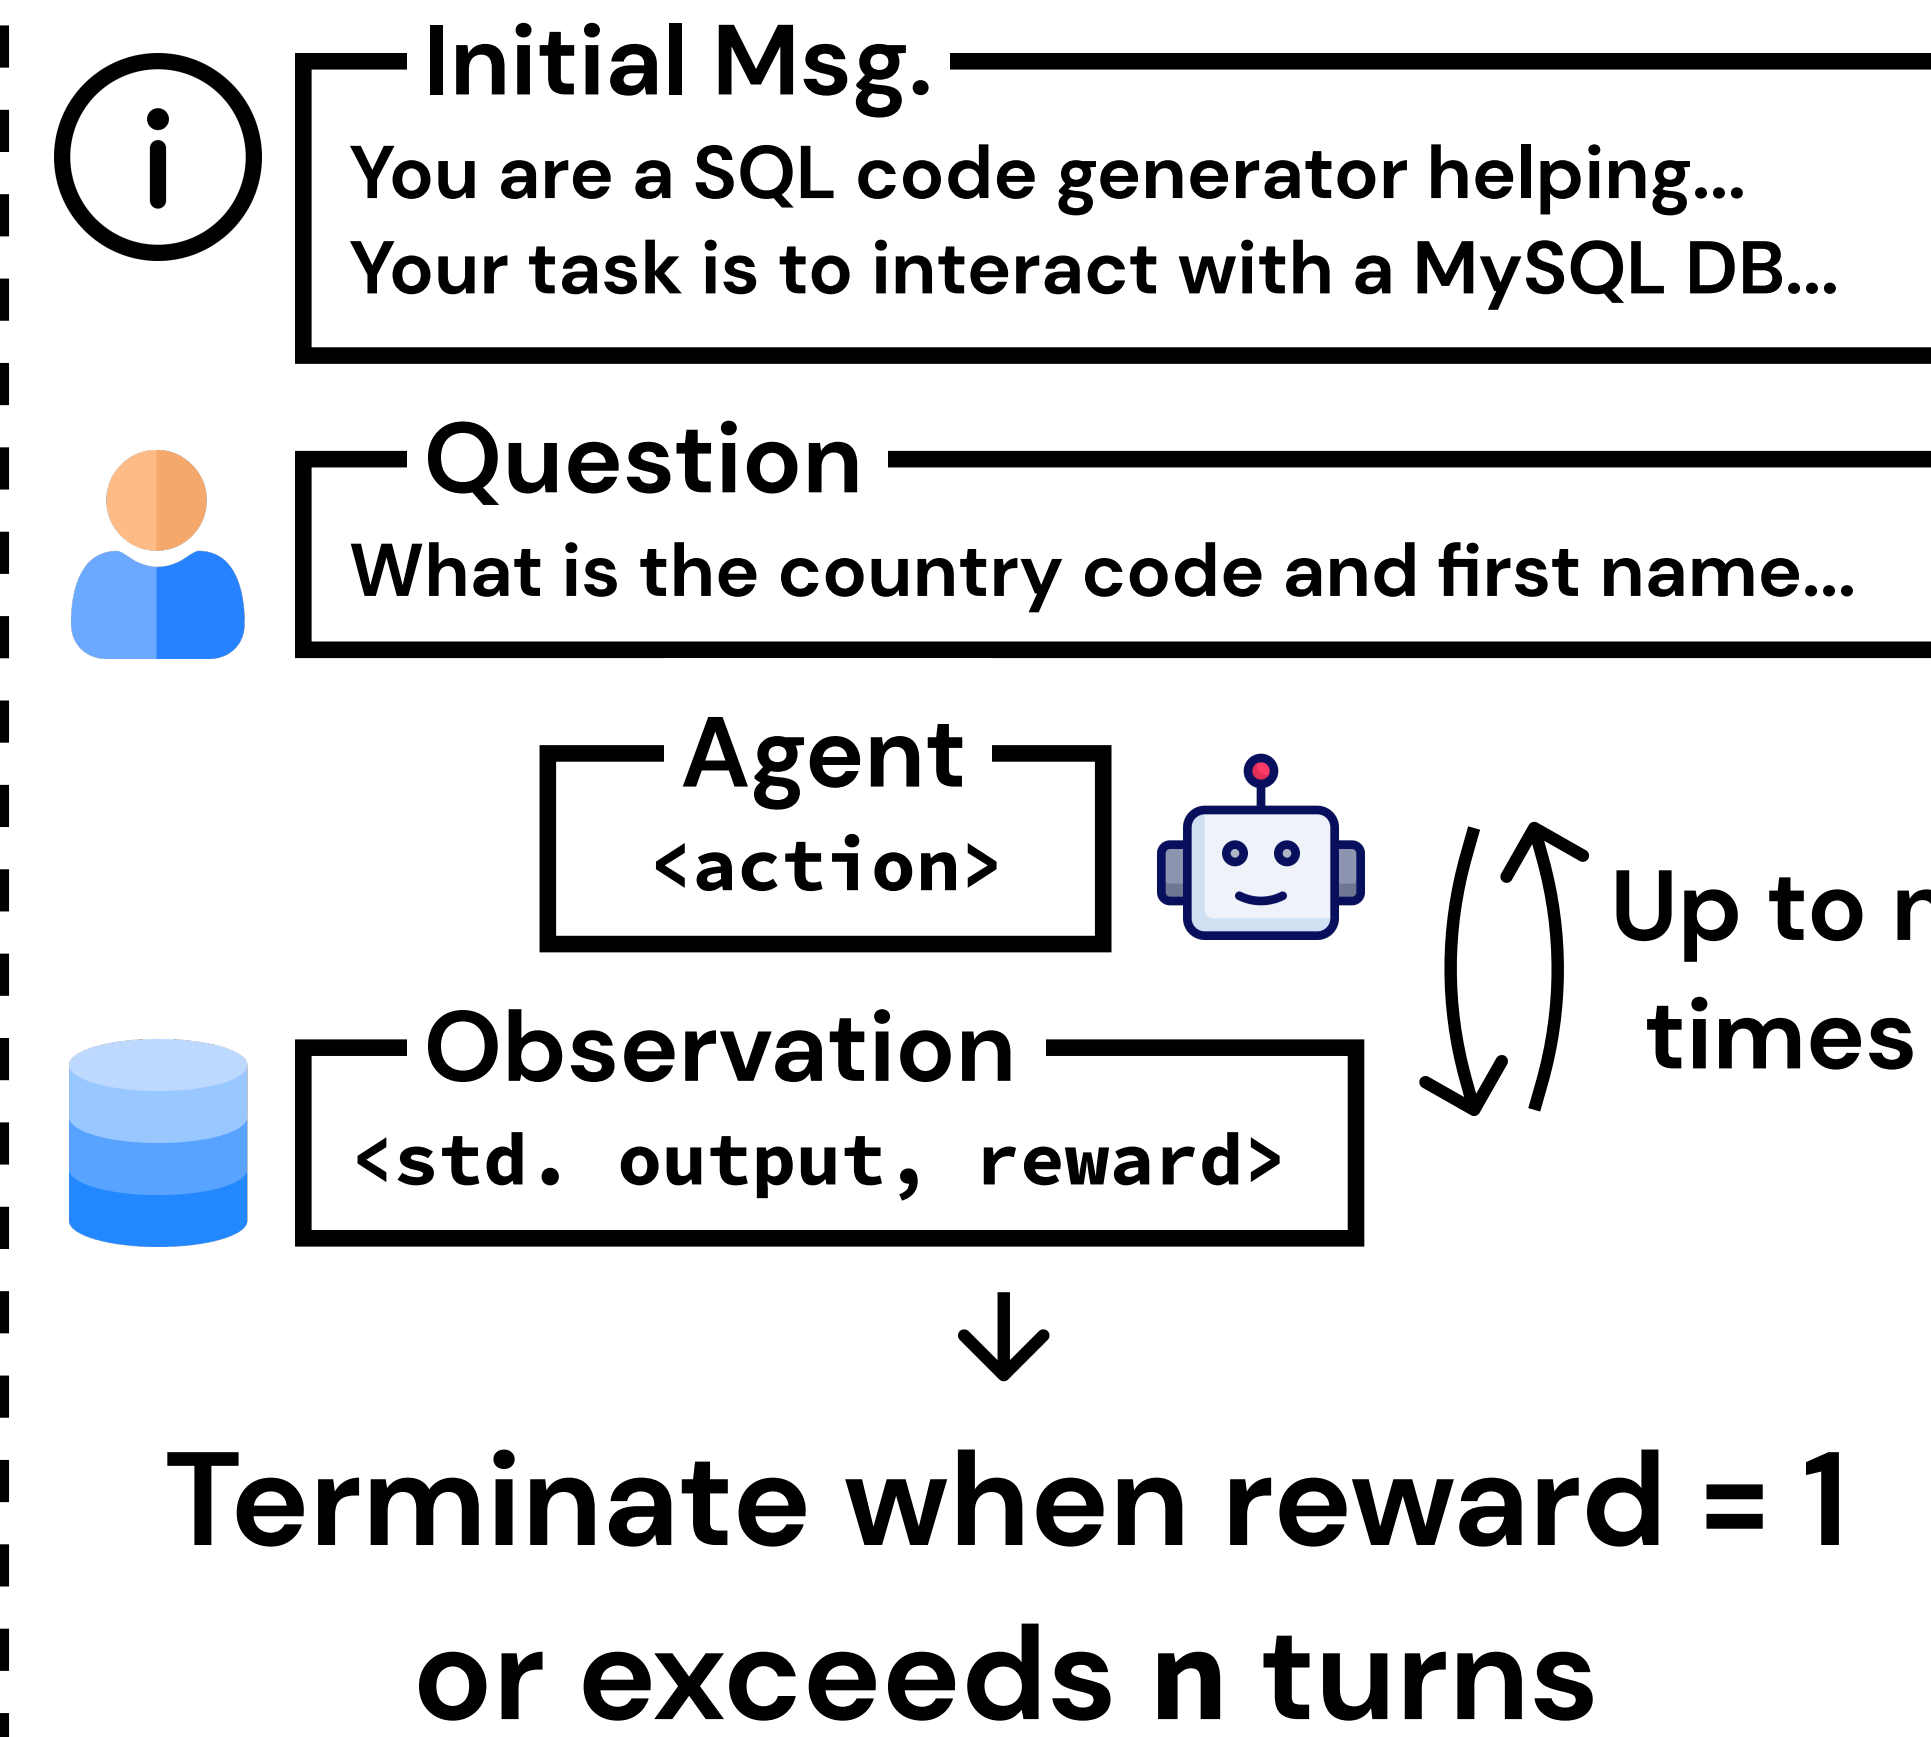 Initial Msg.
You are a SQL code generator helping...
Your task is to interact with a MySQL DB...
Question
What is the country code and first name...
Agent
<action>
Up to
times
Observation
<std. output, reward>
Terminate when reward = 1
or exceeds n turns